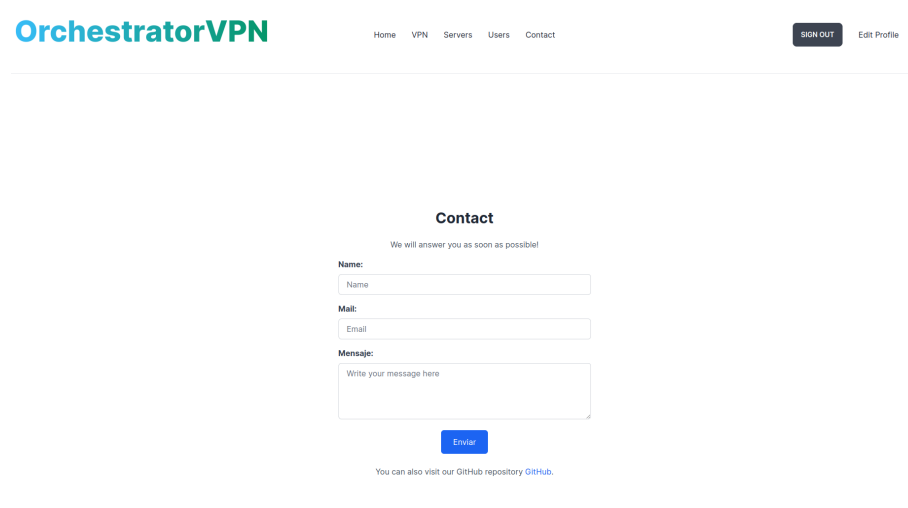 OrchestratorVPN
Home VPN Servers Users Contact
SIGN OUT Edit Profile
Contact
We will answer you as soon as possible!
Name:
Name
Mail:
Email
Mensaje:
Write your message here
Enviar
You can also visit our GitHub repository GitHub.